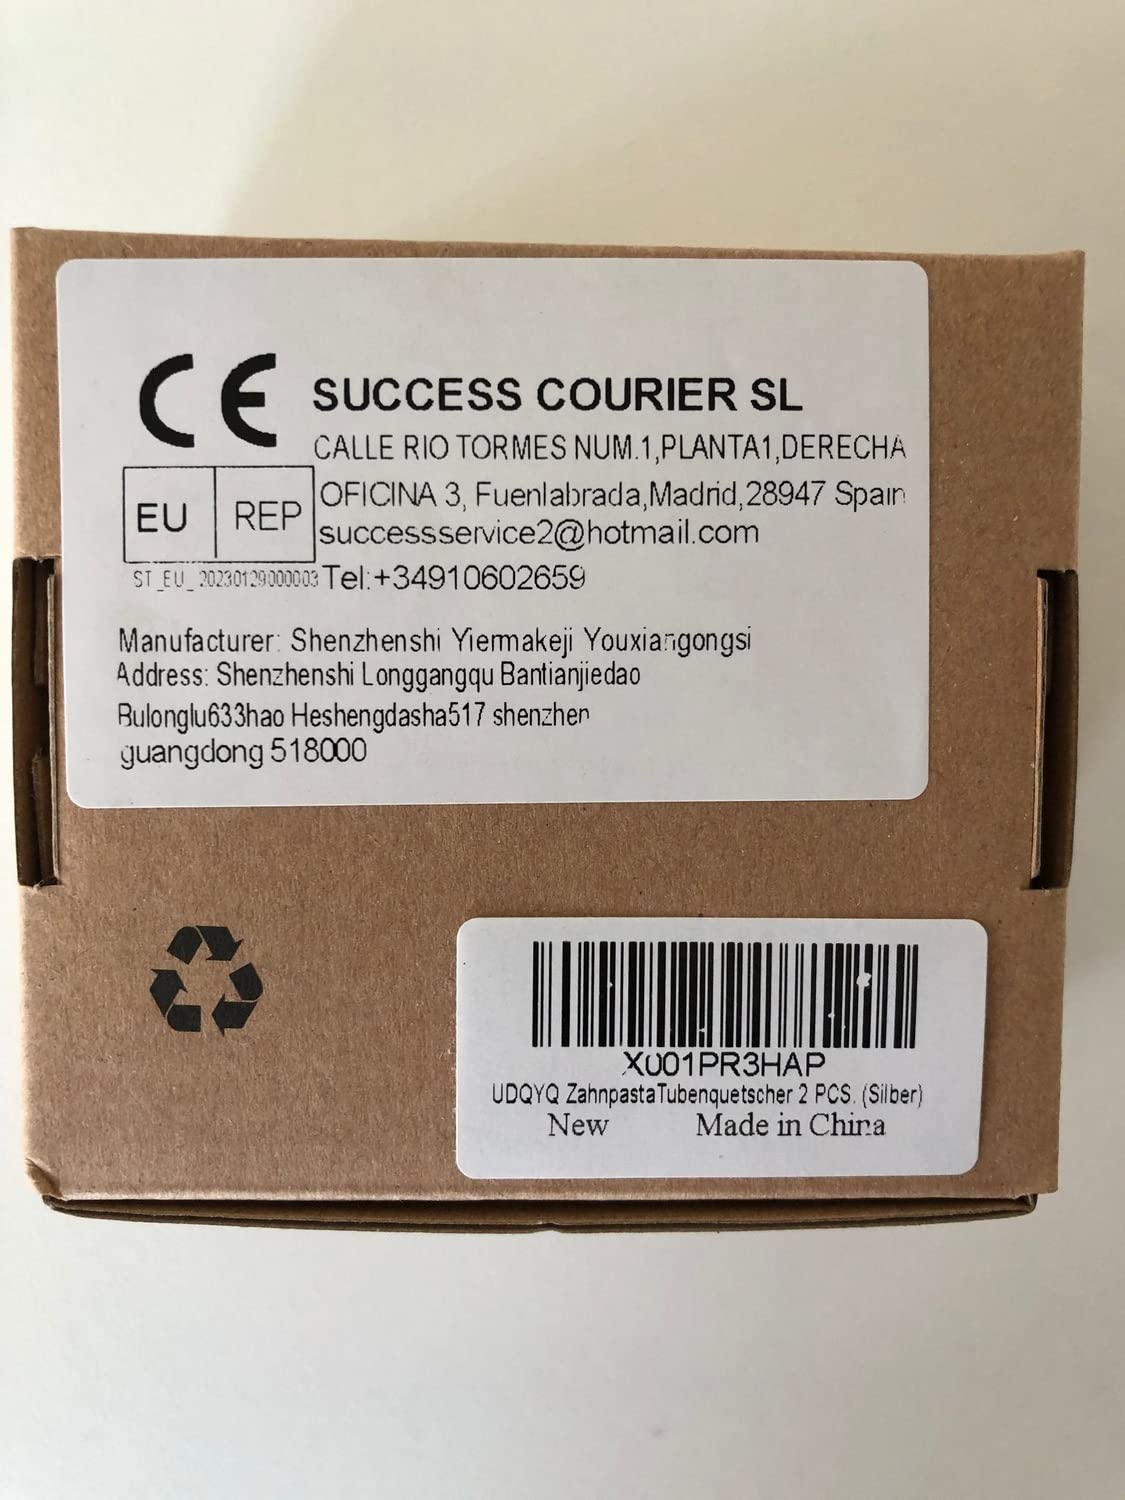 CE SUCCESS COURIER SL
CALLE RIO TORMES NUM.1,PLANTA1,DERECHA
OFICINA 3, Fuenlabrada,Madrid,28947 Spain
EU REP
successservice2@hotmail.com
ST_EU_20230129000003 Tel:+34910602659
Manufacturer: Shenzhenshi Yiermakeji Youxiangongsi
Address: Shenzhenshi Longgangqu Bantianjiedao
Bulonglu633hao Heshengdasha517 shenzhen
guangdong 518000
X001PR3HAP
UDQYQ ZahnpastaTubenquetscher 2 PCS. (Silber)
New Made in China